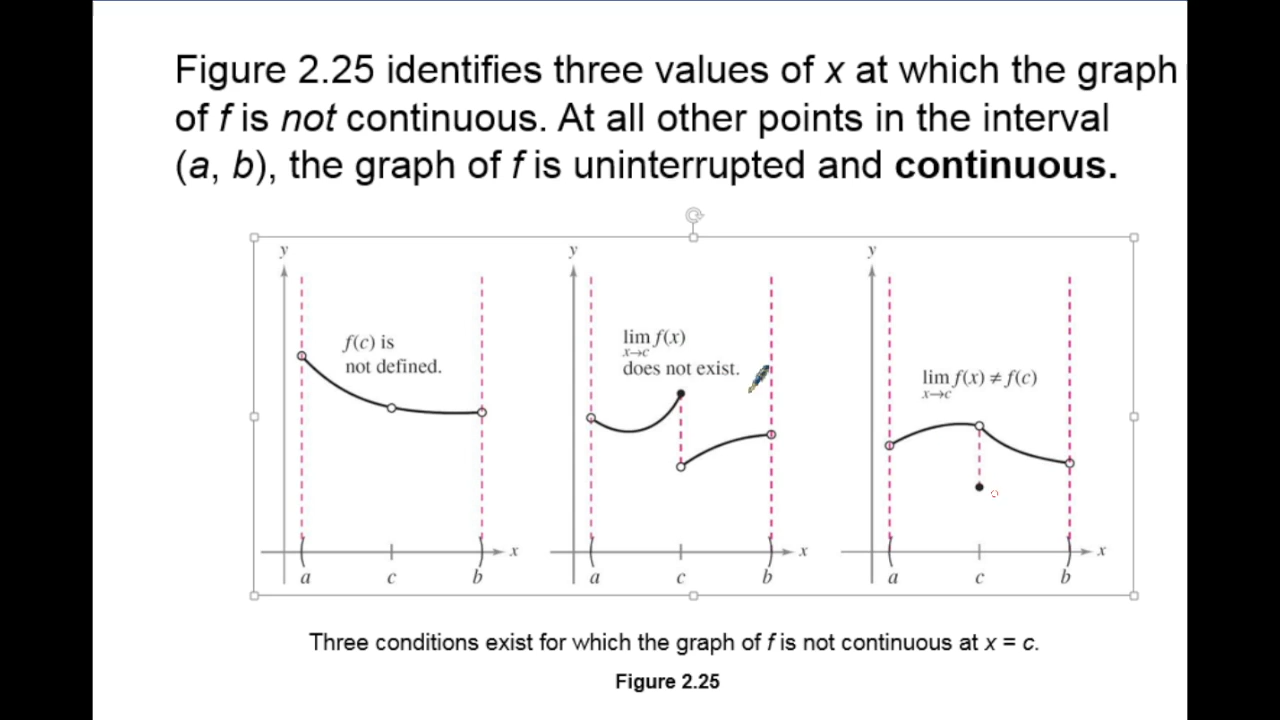 Figure 2.25 identifies three values of x at which the graph
of f is not continuous. At all other points in the interval
(a, b), the graph of f is uninterrupted and continuous.
y
f(c) is
not defined.
x
a
c
b
y
lim f(x)
x→c
does not exist.
x
a
c
b
y
lim f(x) ≠ f(c)
x→c
x
a
c
b
Three conditions exist for which the graph of f is not continuous at x = c.
Figure 2.25